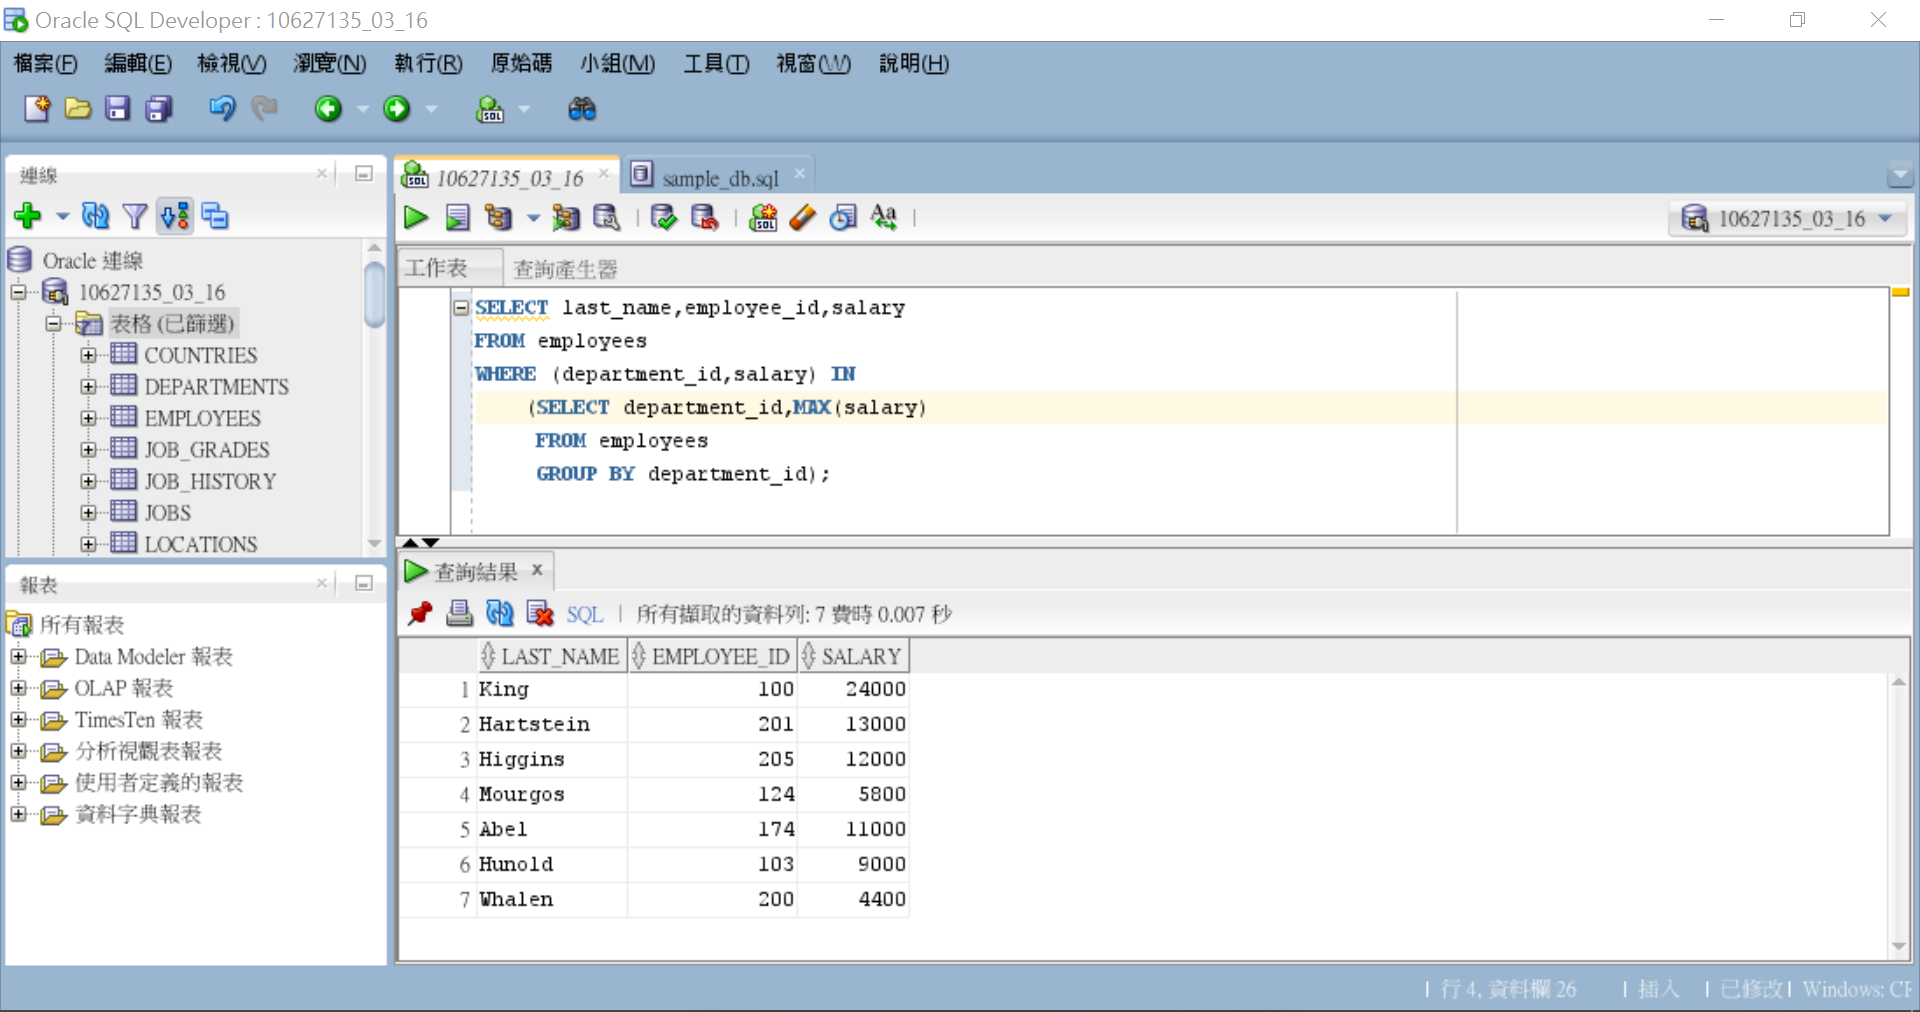 Oracle SQL Developer : 10627135_03_16
檔案(F) 編輯(E) 檢視(V) 瀏覽(N) 執行(R) 原始碼 小組(M) 工具(T) 視窗(W) 說明(H)
連線
Oracle 連線
10627135_03_16
表格 (已篩選)
COUNTRIES
DEPARTMENTS
EMPLOYEES
JOB_GRADES
JOB_HISTORY
JOBS
LOCATIONS
報表
所有報表
Data Modeler 報表
OLAP 報表
TimesTen 報表
分析視觀表報表
使用者定義的報表
資料字典報表
10627135_03_16 sample_db.sql
10627135_03_16
工作表 查詢產生器
SELECT last_name,employee_id,salary
FROM employees
WHERE (department_id,salary) IN
(SELECT department_id,MAX(salary)
FROM employees
GROUP BY department_id);
查詢結果
SQL | 所有擷取的資料列: 7 費時 0.007 秒
LAST_NAME EMPLOYEE_ID SALARY
1 King 100 24000
2 Hartstein 201 13000
3 Higgins 205 12000
4 Mourgos 124 5800
5 Abel 174 11000
6 Hunold 103 9000
7 Whalen 200 4400
行 4, 資料欄 26 | 插入 | 已修改 | Windows: CF